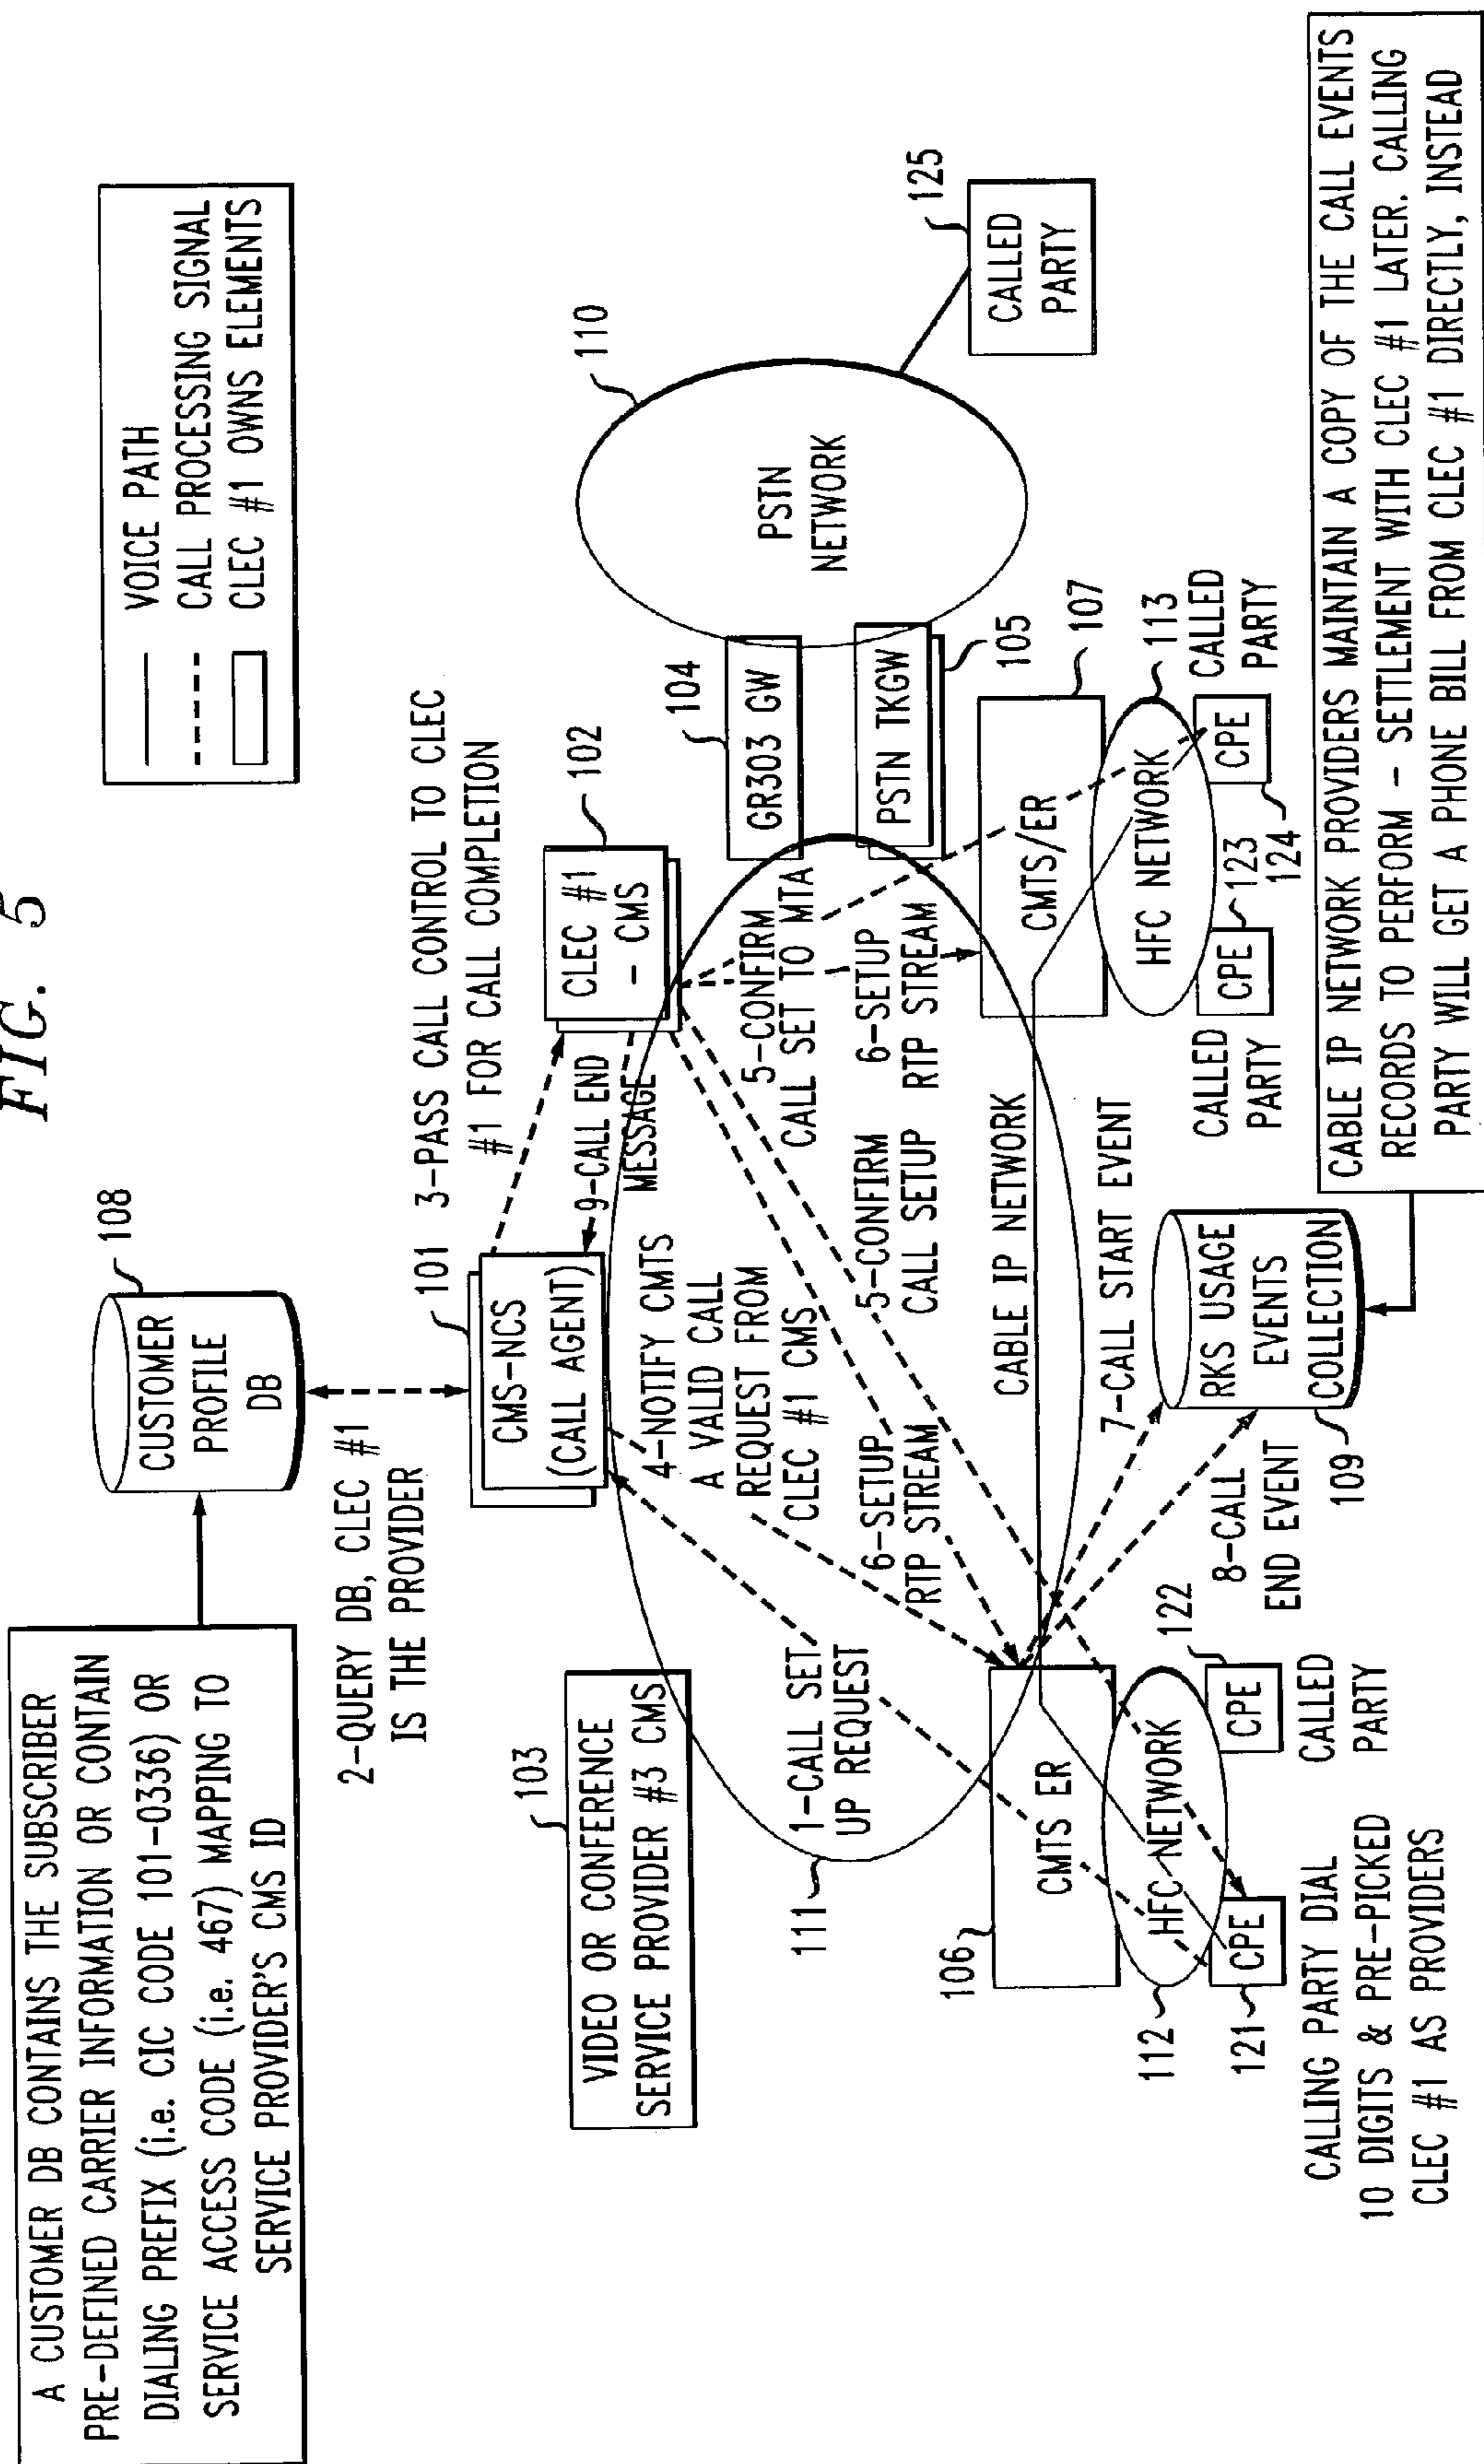 FIG. 5
A CUSTOMER DB CONTAINS THE SUBSCRIBER
PRE-DEFINED CARRIER INFORMATION OR CONTAIN
DIALING PREFIX (i.e. CIC CODE 101-0336) OR
SERVICE ACCESS CODE (i.e. 467) MAPPING TO
SERVICE PROVIDER'S CMS ID
CUSTOMER
PROFILE
DB
108
VOICE PATH
CALL PROCESSING SIGNAL
CLEC #1 OWNS ELEMENTS
2-QUERY DB, CLEC #1
IS THE PROVIDER
101
3-PASS CALL CONTROL TO CLEC
#1 FOR CALL COMPLETION
CMS-NCS
(CALL AGENT)
CLEC #1
- CMS
102
9-CALL END
MESSAGE
103
VIDEO OR CONFERENCE
SERVICE PROVIDER #3 CMS
4-NOTIFY CMTS
A VALID CALL
REQUEST FROM
CLEC #1 CMS
104
GR303 GW
PSTN TKGW
105
PSTN
NETWORK
110
CALLED
PARTY
125
111
1-CALL SET
UP REQUEST
6-SETUP
RTP STREAM
5-CONFIRM
CALL SETUP
5-CONFIRM
CALL SET TO MTA
6-SETUP
RTP STREAM
CABLE IP NETWORK
106
CMTS ER
CMTS/ER
107
112
HFC NETWORK
HFC NETWORK
113
121
CPE
CPE
122
CALLED
PARTY
CALLING PARTY DIAL
10 DIGITS & PRE-PICKED
CLEC #1 AS PROVIDERS
7-CALL START EVENT
8-CALL
END EVENT
RKS USAGE
EVENTS
COLLECTION
109
CPE
123
CALLED
PARTY
CPE
124
CALLED
PARTY
CABLE IP NETWORK PROVIDERS MAINTAIN A COPY OF THE CALL EVENTS
RECORDS TO PERFORM - SETTLEMENT WITH CLEC #1 LATER. CALLING
PARTY WILL GET A PHONE BILL FROM CLEC #1 DIRECTLY, INSTEAD